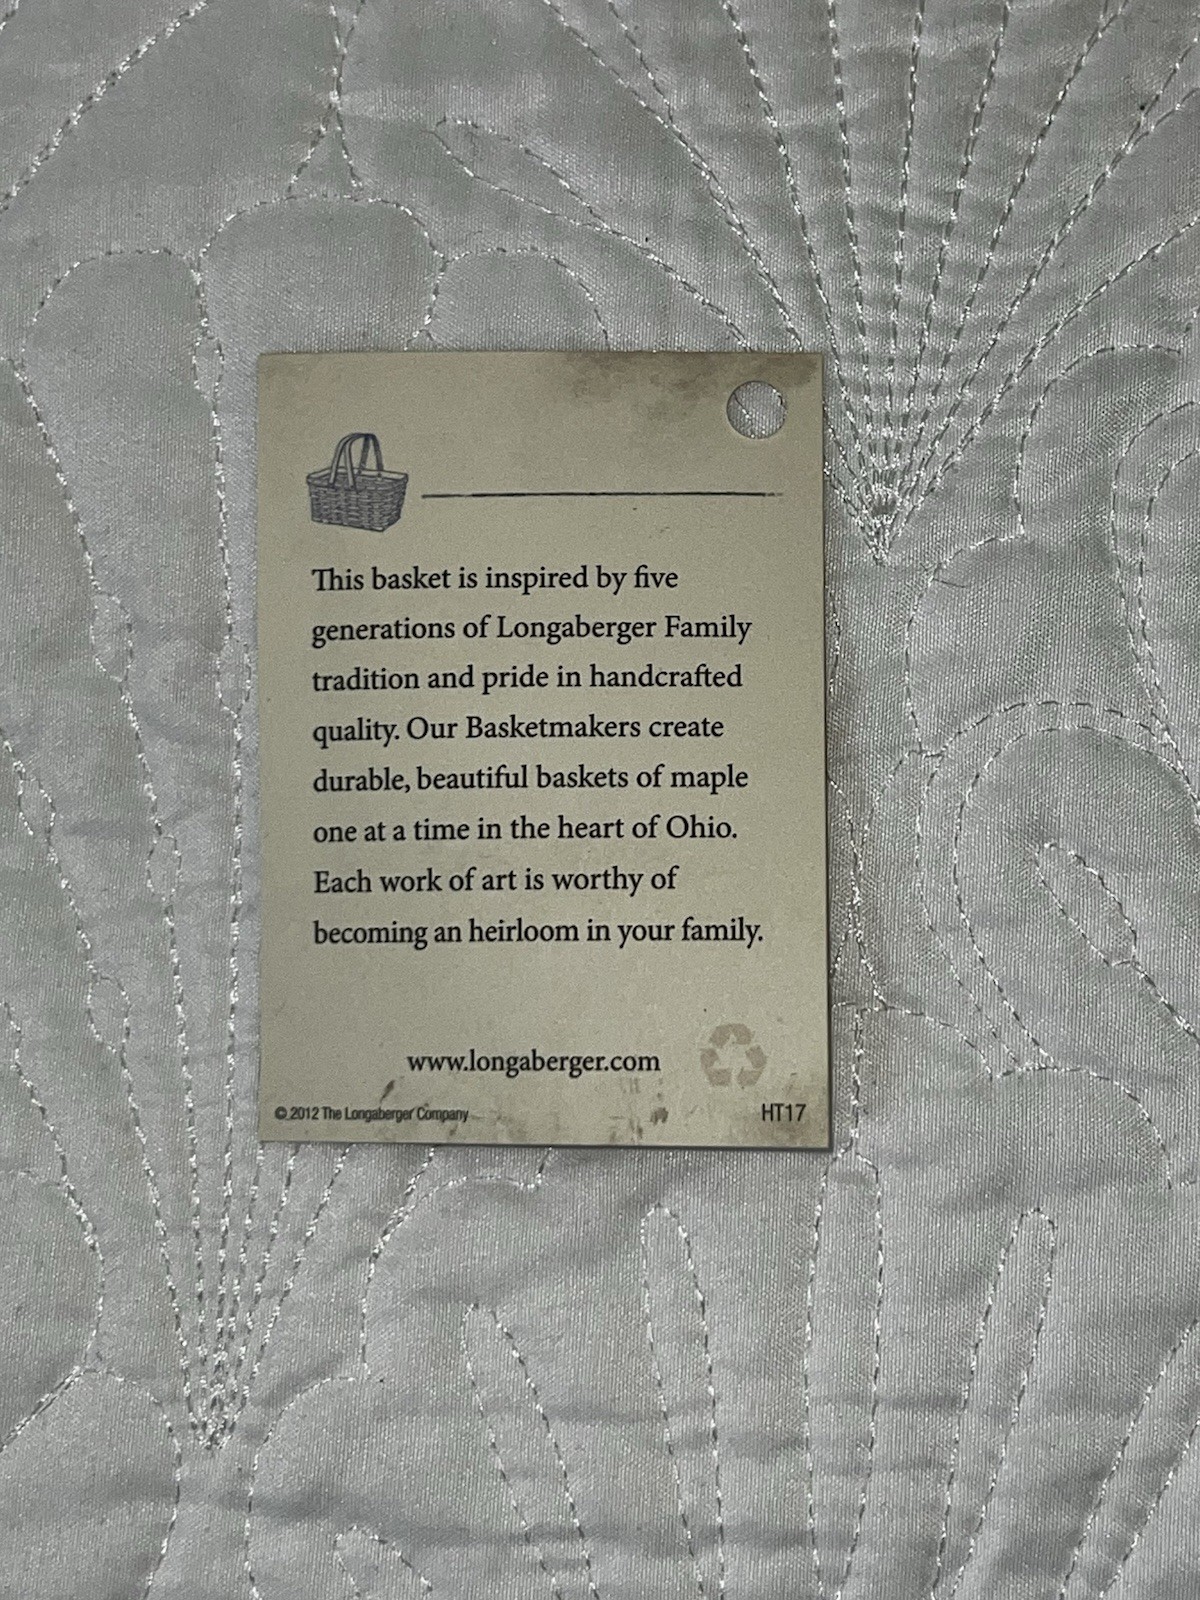 This basket is inspired by five
generations of Longaberger Family
tradition and pride in handcrafted
quality. Our Basketmakers create
durable, beautiful baskets of maple
one at a time in the heart of Ohio.
Each work of art is worthy of
becoming an heirloom in your family.
www.longaberger.com
© 2012 The Longaberger Company
HT17